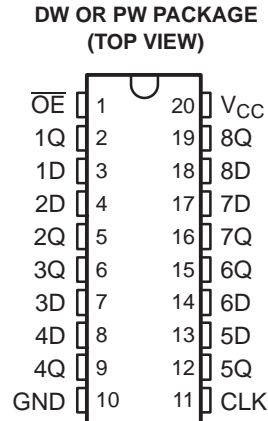 DW OR PW PACKAGE
(TOP VIEW)
OE 1 20 VCC
1Q 2 19 8Q
1D 3 18 8D
2D 4 17 7D
2Q 5 16 7Q
3Q 6 15 6Q
3D 7 14 6D
4D 8 13 5D
4Q 9 12 5Q
GND 10 11 CLK